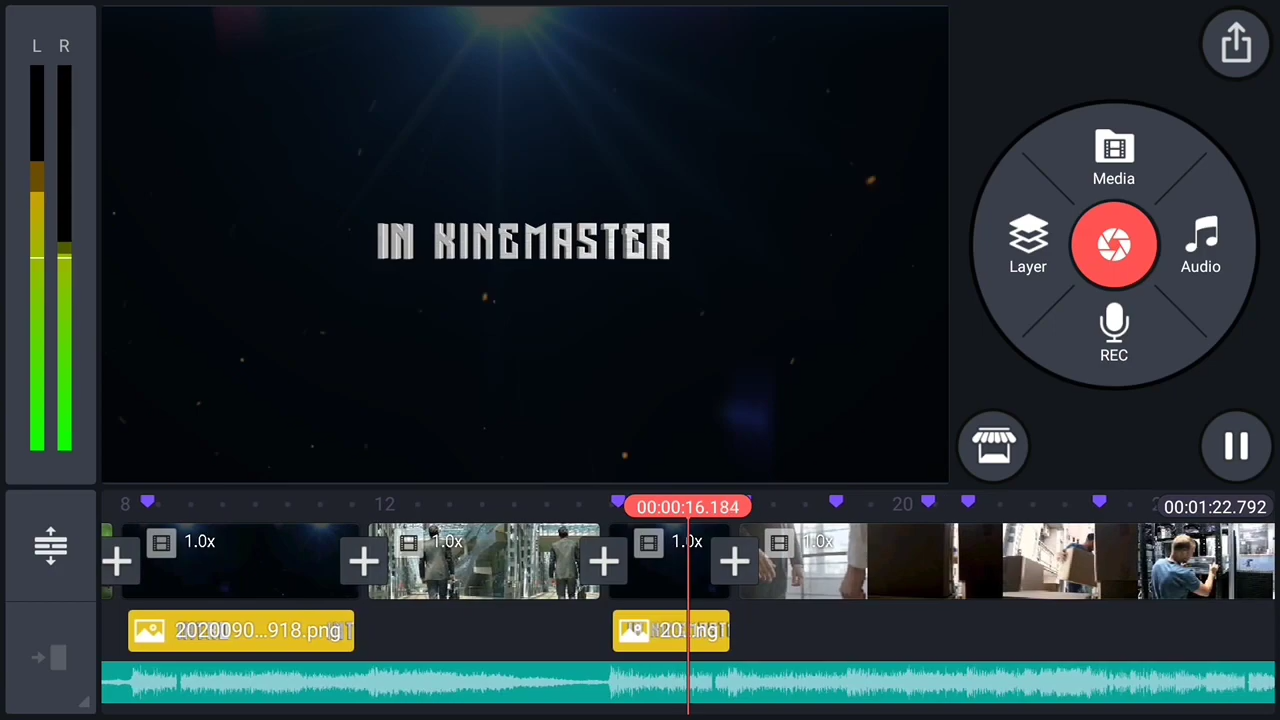 L R
IN KINEMASTER
Media
Layer
Audio
REC
8
12
00:00:16.184
20
00:01:22.792
1.0x
1.0x
1.0x
1.0x
2020090...918.png